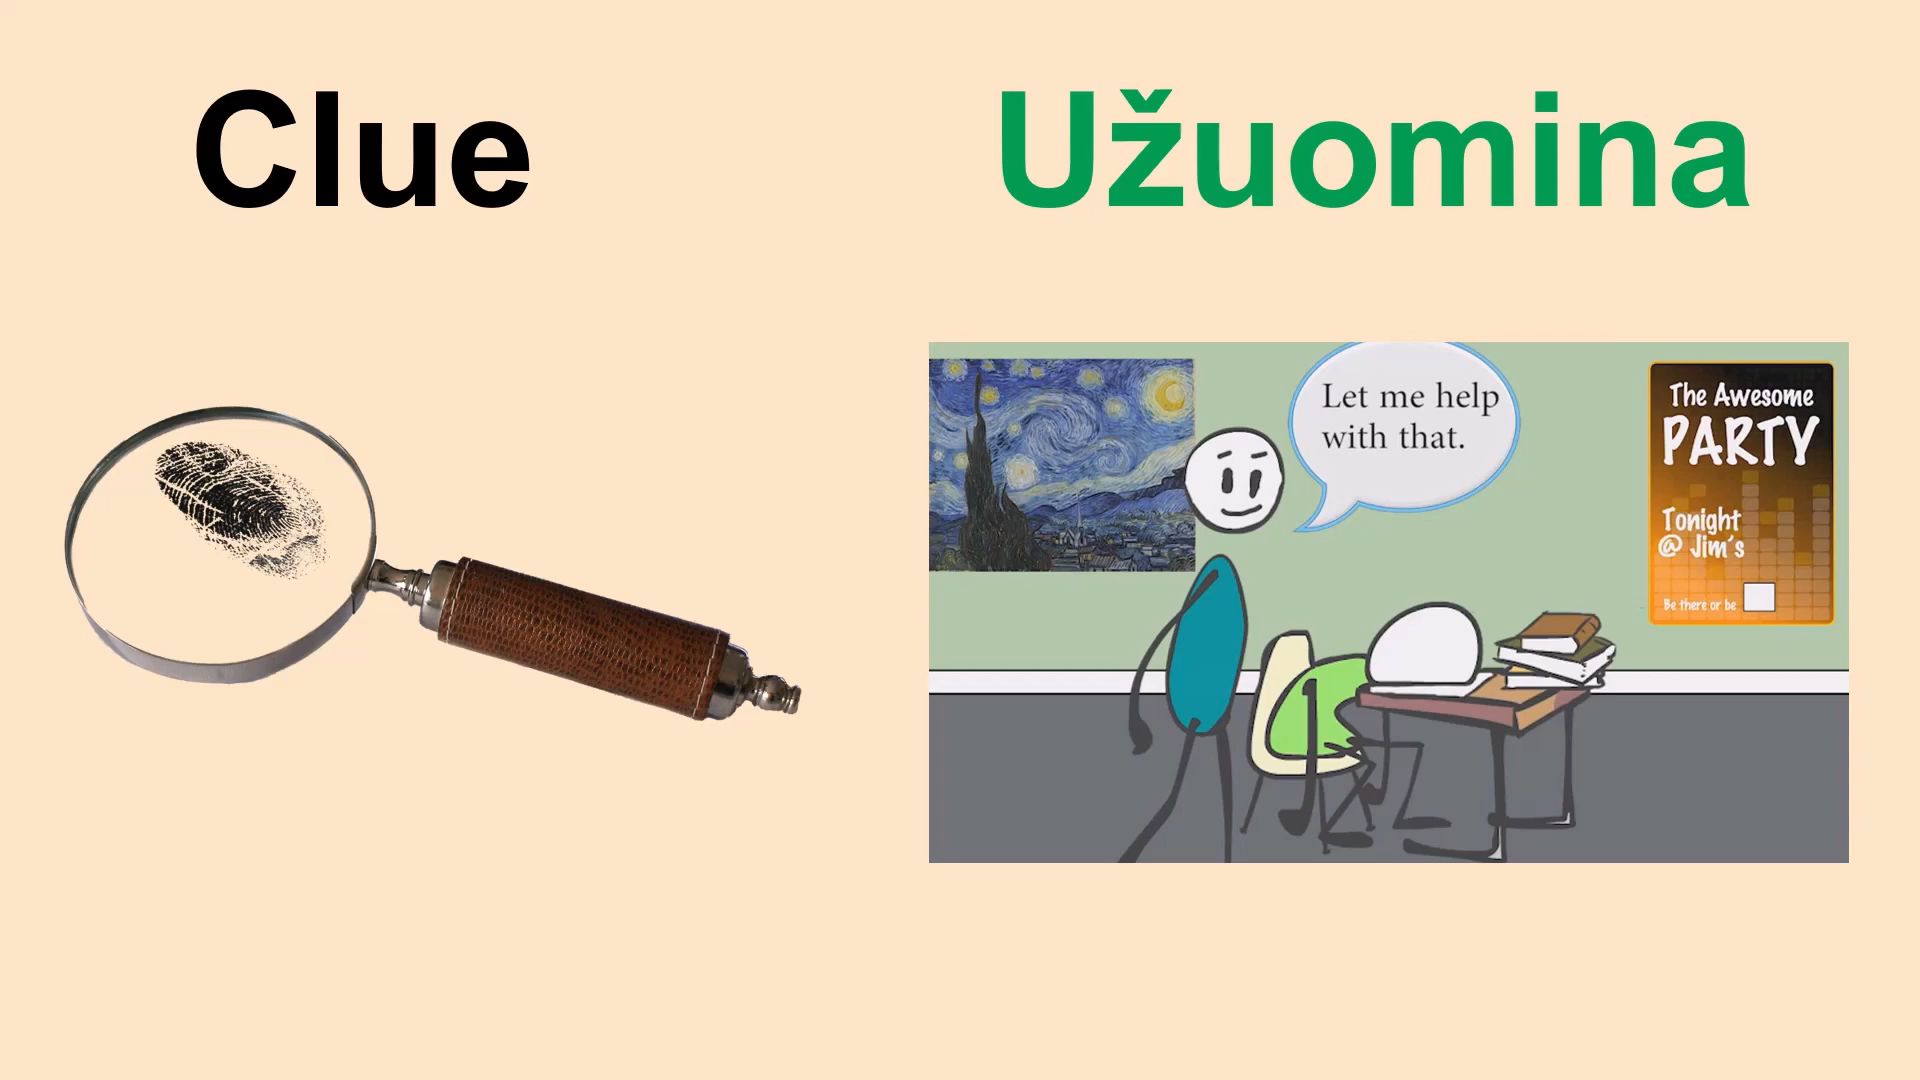 Clue
Užuomina
Let me help
with that.
The Awesome
PARTY
Tonight
@ Jim's
Be there or be